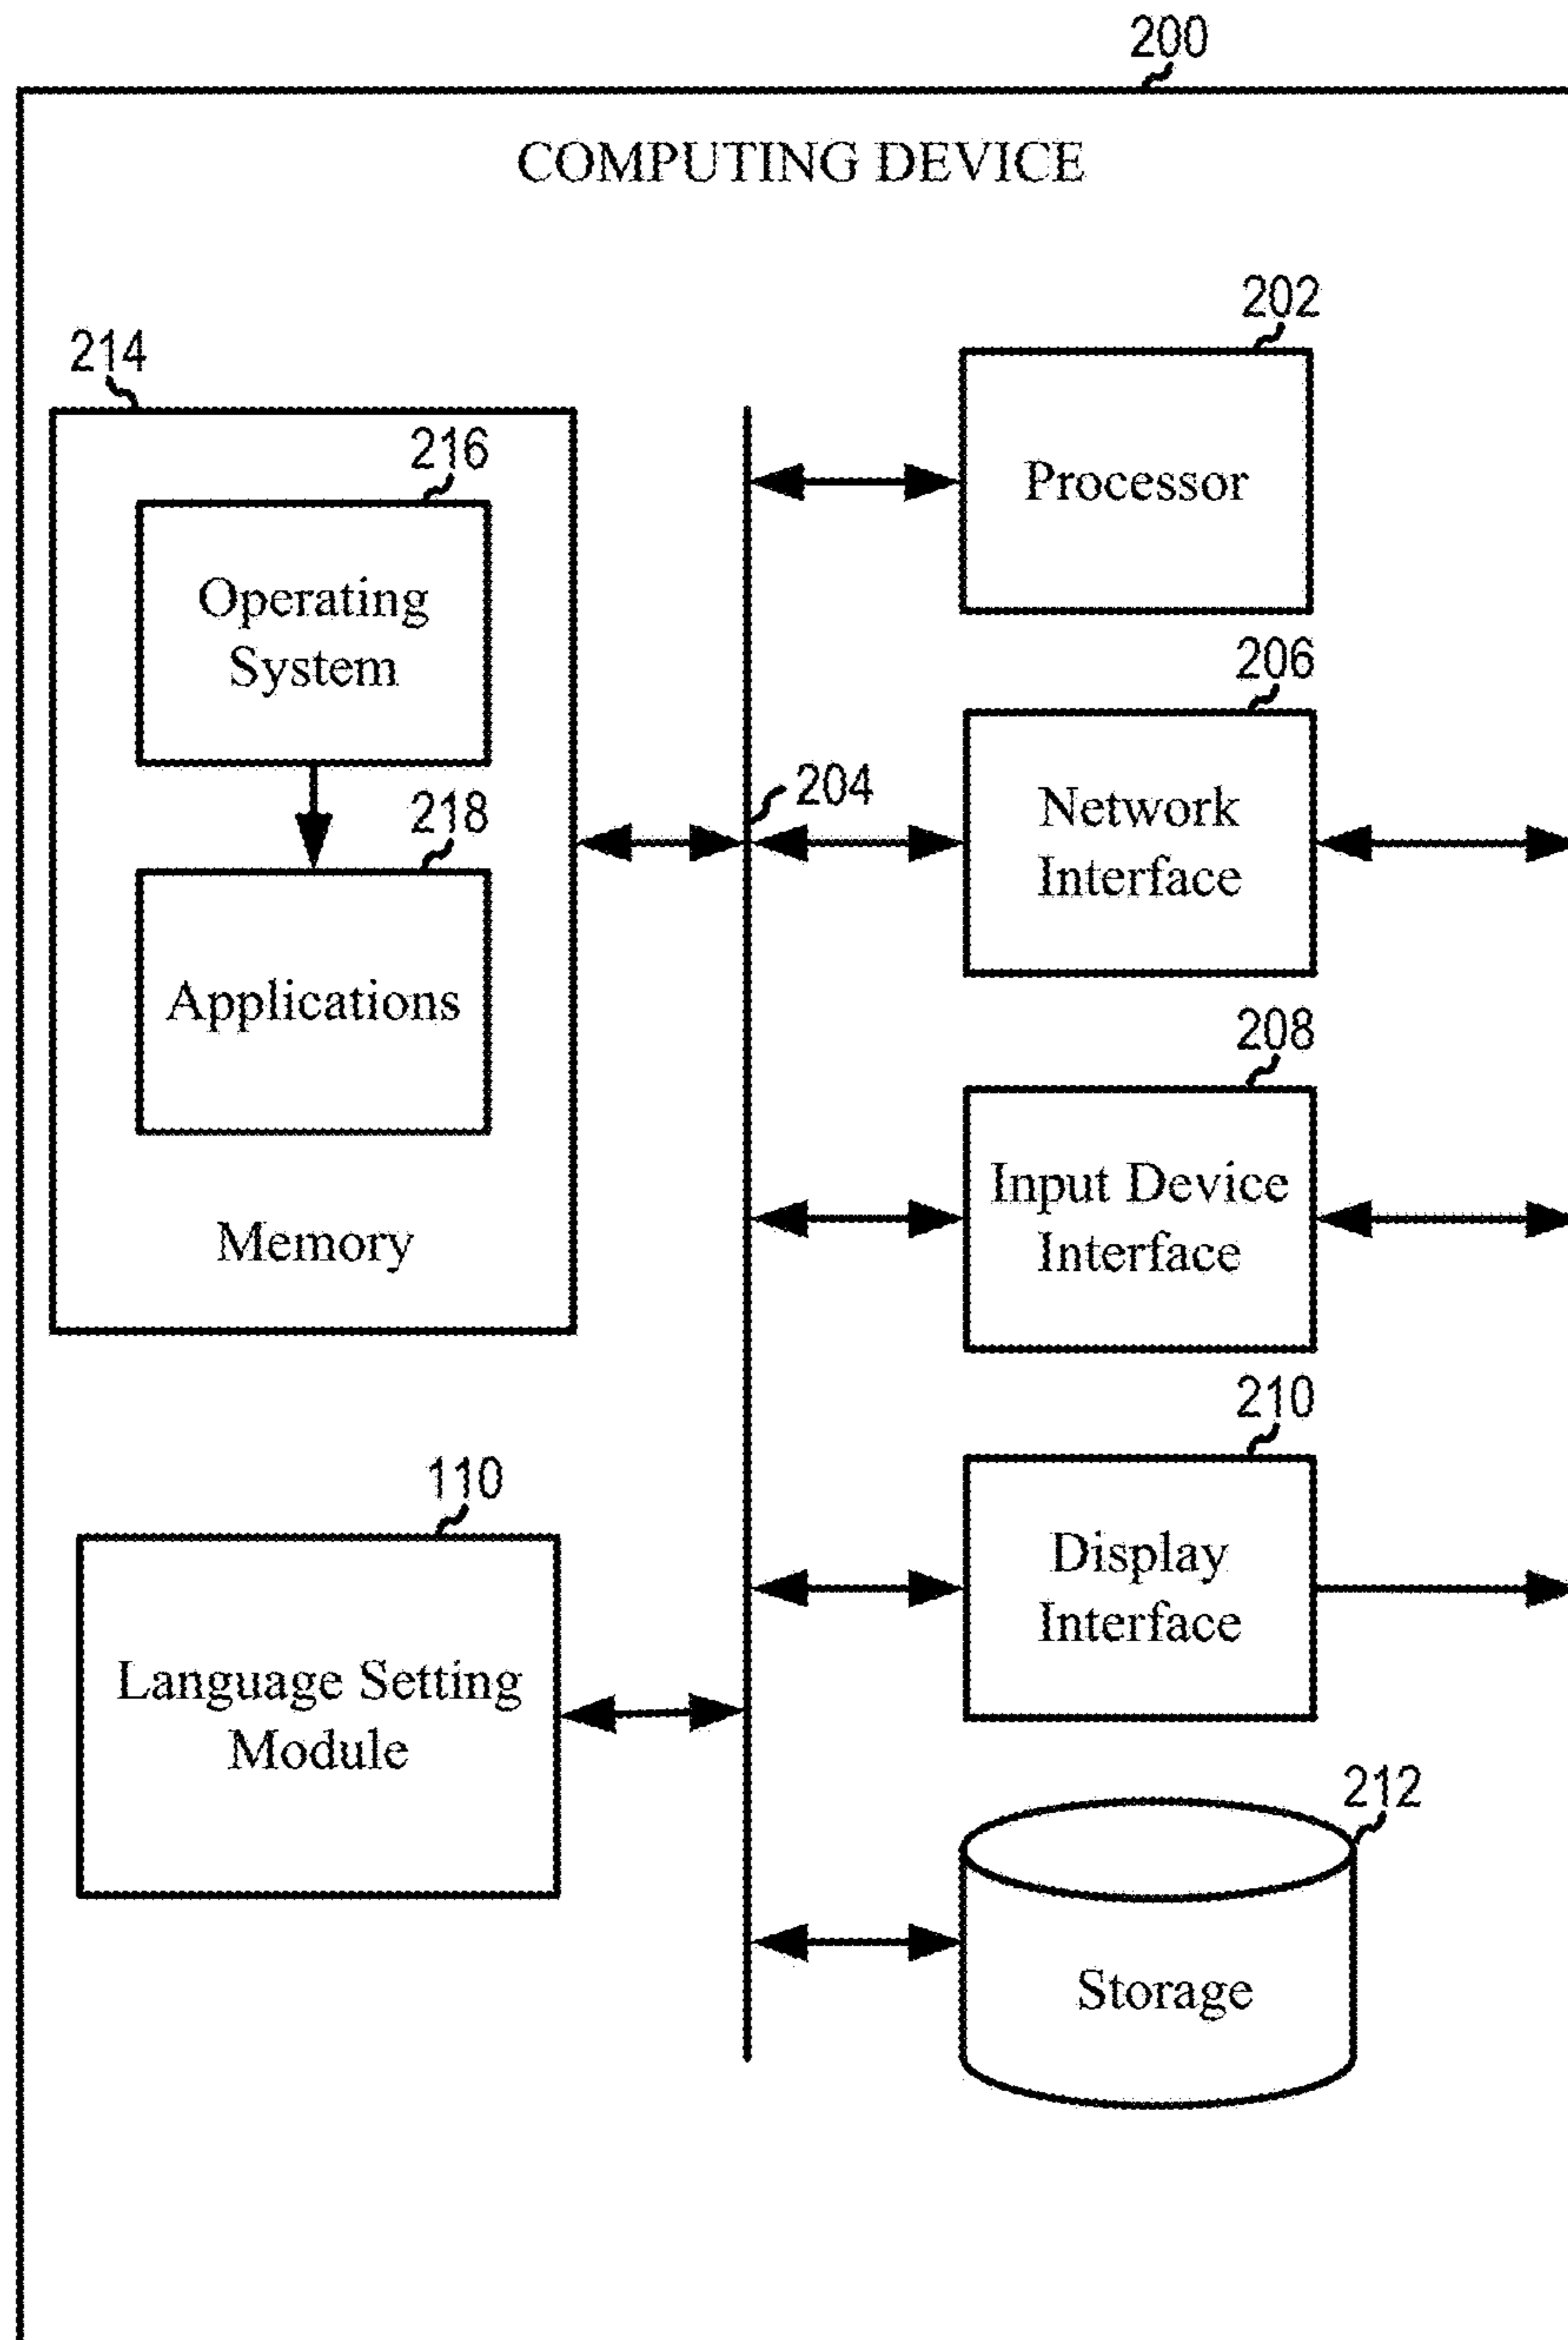 200
COMPUTING DEVICE
214
216
Operating
System
218
Applications
Memory
110
Language Setting
Module
204
202
Processor
206
Network
Interface
208
Input Device
Interface
210
Display
Interface
212
Storage